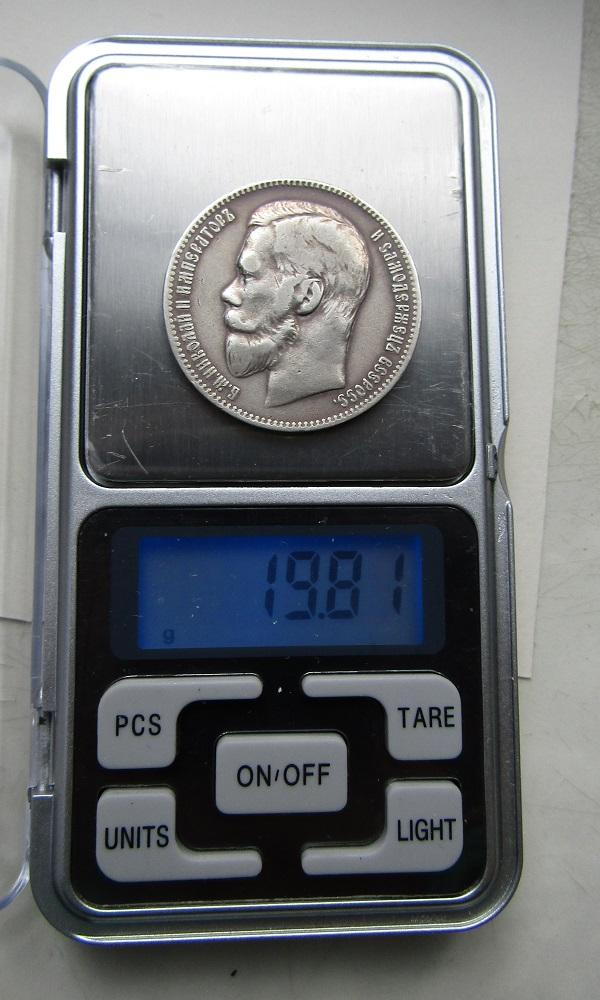 Б.М.НИКОЛАЙ II ИМПЕРАТОРЪ
И САМОДЕРЖЕЦЪ ВСЕРОСС.
19.81
g
PCS
TARE
ON/OFF
UNITS
LIGHT